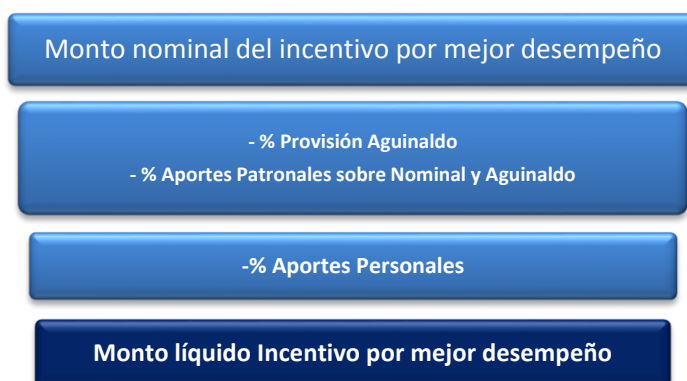 Monto nominal del incentivo por mejor desempeño
- % Provisión Aguinaldo
- % Aportes Patronales sobre Nominal y Aguinaldo
-% Aportes Personales
Monto líquido Incentivo por mejor desempeño